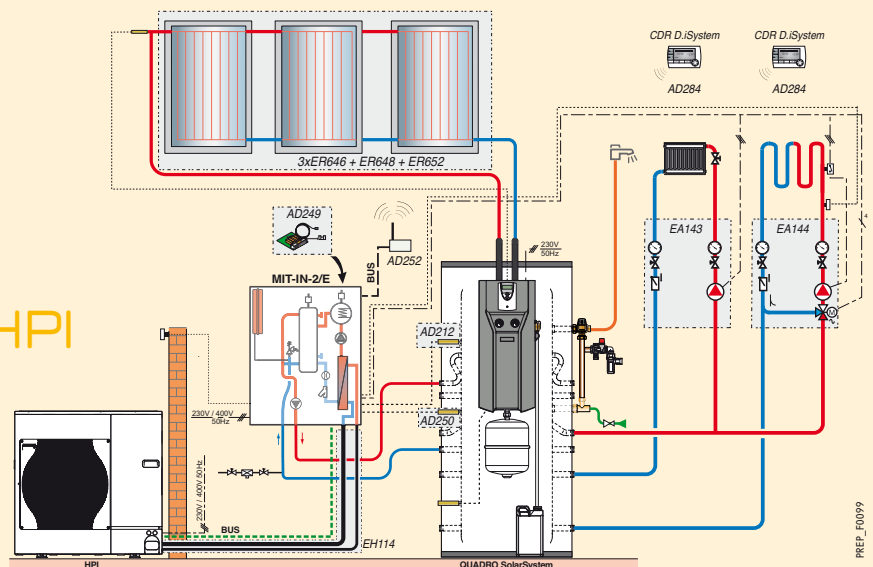 CDR D.iSystem
CDR D.iSystem
AD284
AD284
3xER646 + ER648 + ER652
AD249
BUS
AD252
230V
50Hz
EA143
EA144
4
MIT-IN-2/E
HPI
AD212
M
230V / 400V
50Hz
AD250
230V / 400V 50Hz
BUS
EH114
PREP_F0099
HPI
QUADRO SolarSystem